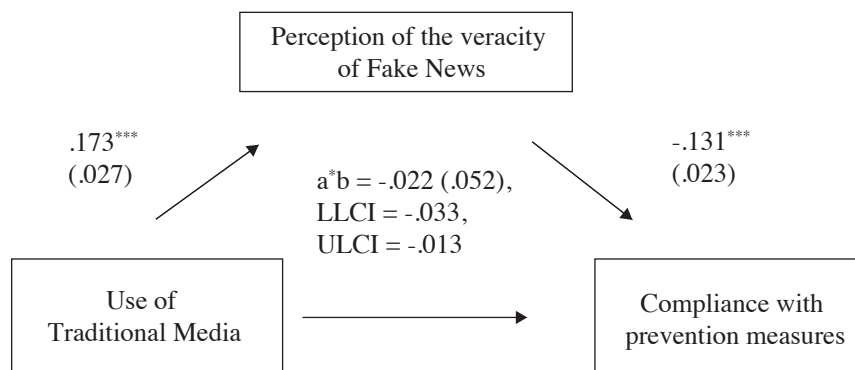 Perception of the veracity
of Fake News
.173***
(.027)
-.131***
(.023)
a*b = -.022 (.052),
LLCI = -.033,
ULCI = -.013
Use of
Traditional Media
Compliance with
prevention measures